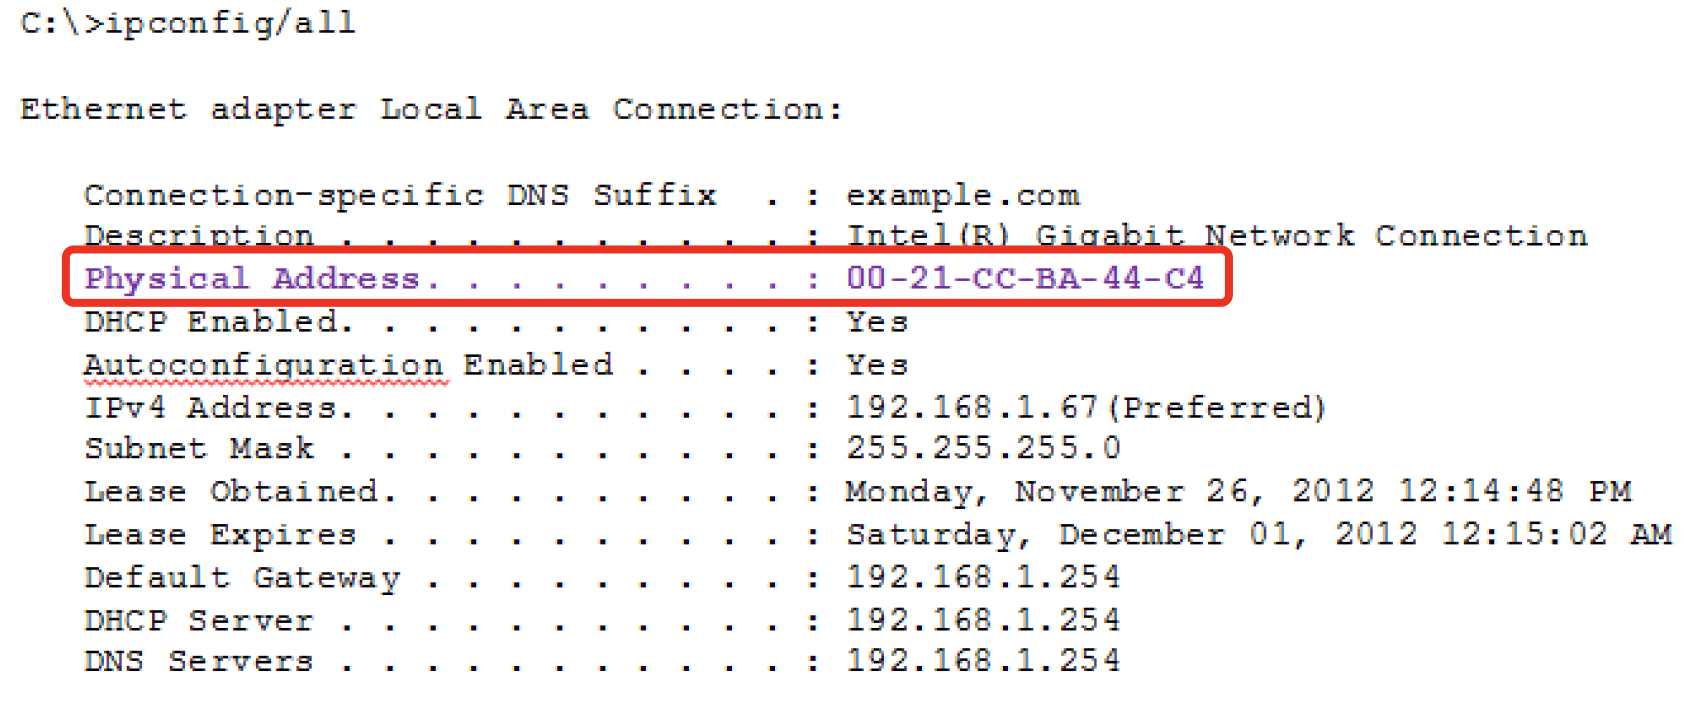 C:\>ipconfig/all
Ethernet adapter Local Area Connection:
Connection-specific DNS Suffix . : example.com
Description . . . . . . . . . . . : Intel(R) Gigabit Network Connection
Physical Address. . . . . . . . . : 00-21-CC-BA-44-C4
DHCP Enabled. . . . . . . . . . . : Yes
Autoconfiguration Enabled . . . . : Yes
IPv4 Address. . . . . . . . . . . : 192.168.1.67(Preferred)
Subnet Mask . . . . . . . . . . . : 255.255.255.0
Lease Obtained. . . . . . . . . . : Monday, November 26, 2012 12:14:48 PM
Lease Expires . . . . . . . . . . : Saturday, December 01, 2012 12:15:02 AM
Default Gateway . . . . . . . . . : 192.168.1.254
DHCP Server . . . . . . . . . . . : 192.168.1.254
DNS Servers . . . . . . . . . . . : 192.168.1.254